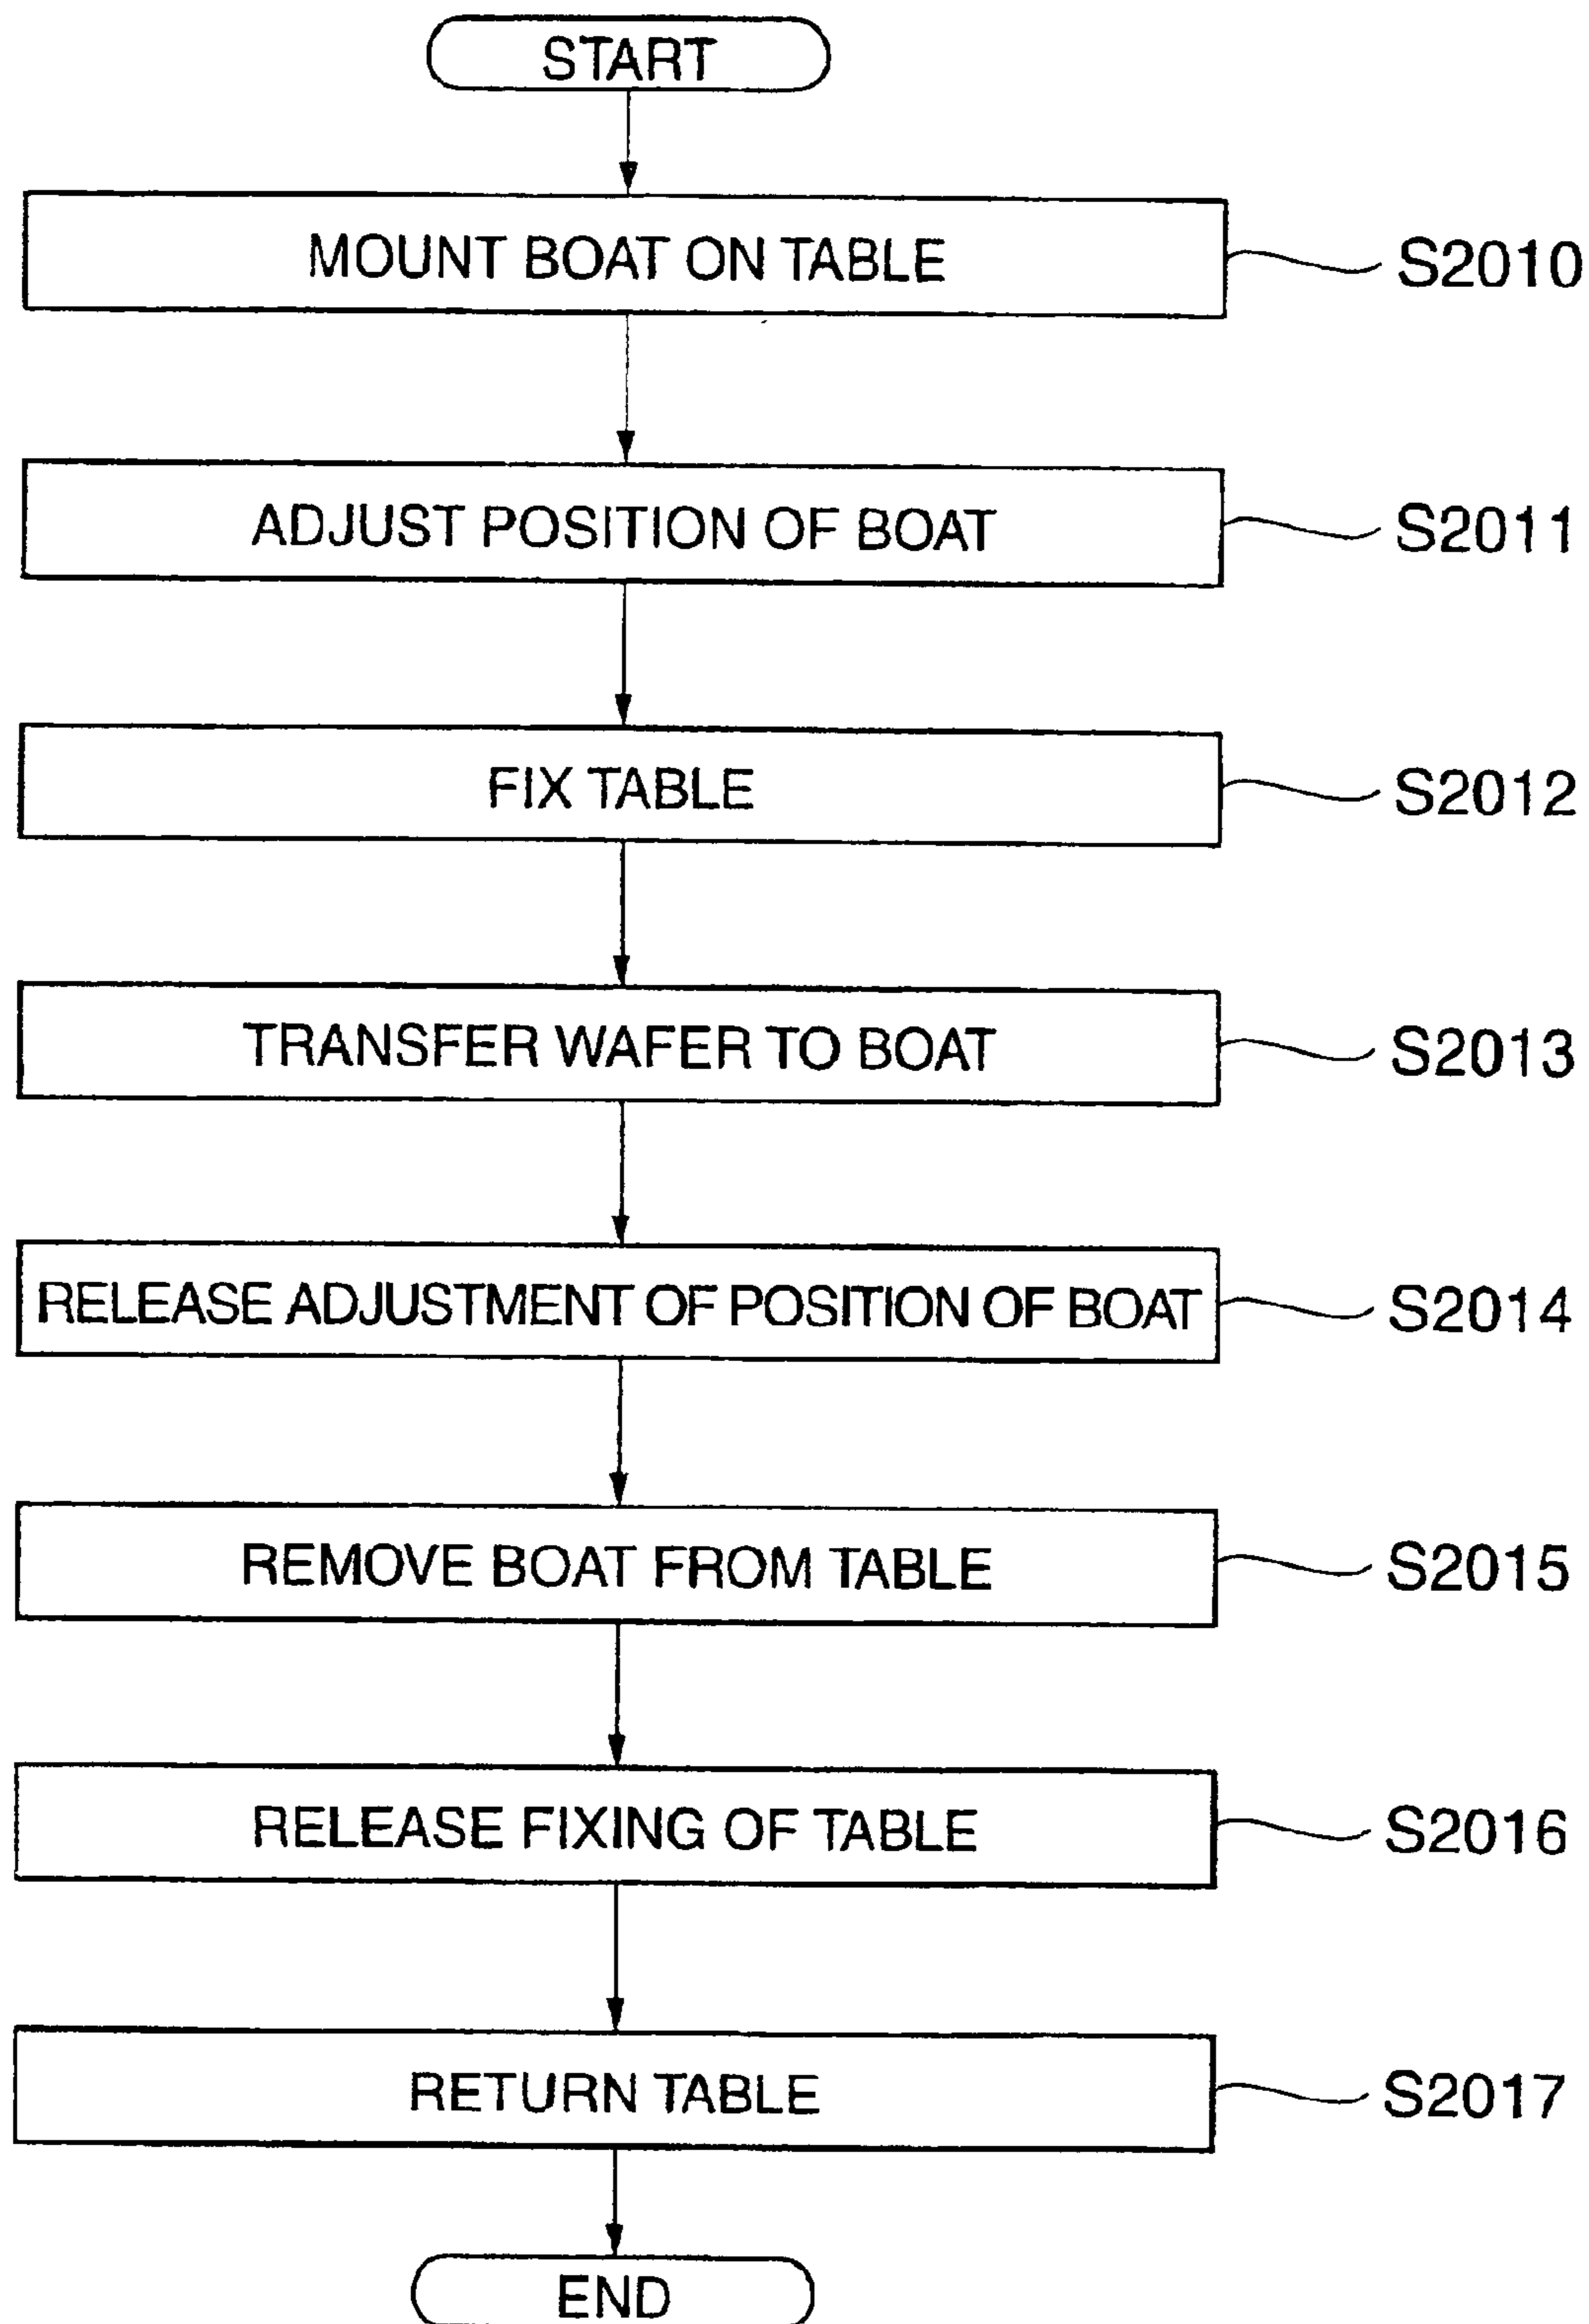 START
MOUNT BOAT ON TABLE S2010
ADJUST POSITION OF BOAT S2011
FIX TABLE S2012
TRANSFER WAFER TO BOAT S2013
RELEASE ADJUSTMENT OF POSITION OF BOAT S2014
REMOVE BOAT FROM TABLE S2015
RELEASE FIXING OF TABLE S2016
RETURN TABLE S2017
END